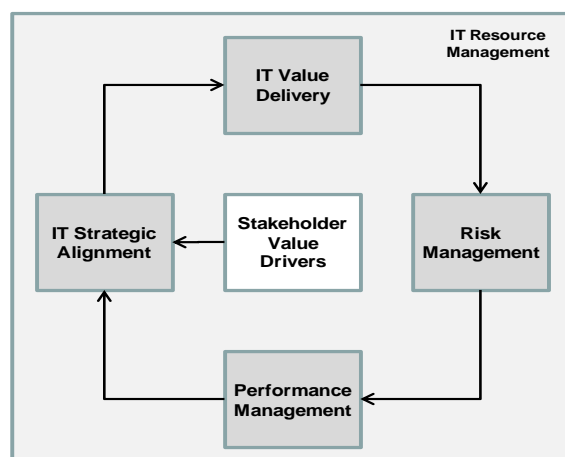 IT Resource
Management
IT Value
Delivery
IT Strategic
Alignment
Stakeholder
Value
Drivers
Risk
Management
Performance
Management